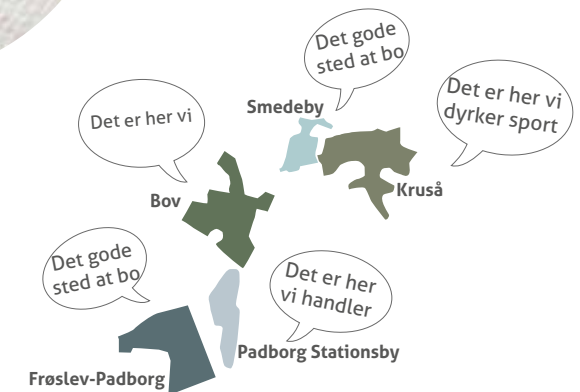 Det gode
sted at bo
Smedeby
Det er her vi
dyrker sport
Kruså
Det er her vi
Bov
Det gode
sted at bo
Frøslev-Padborg
Det er her
vi handler
Padborg Stationsby